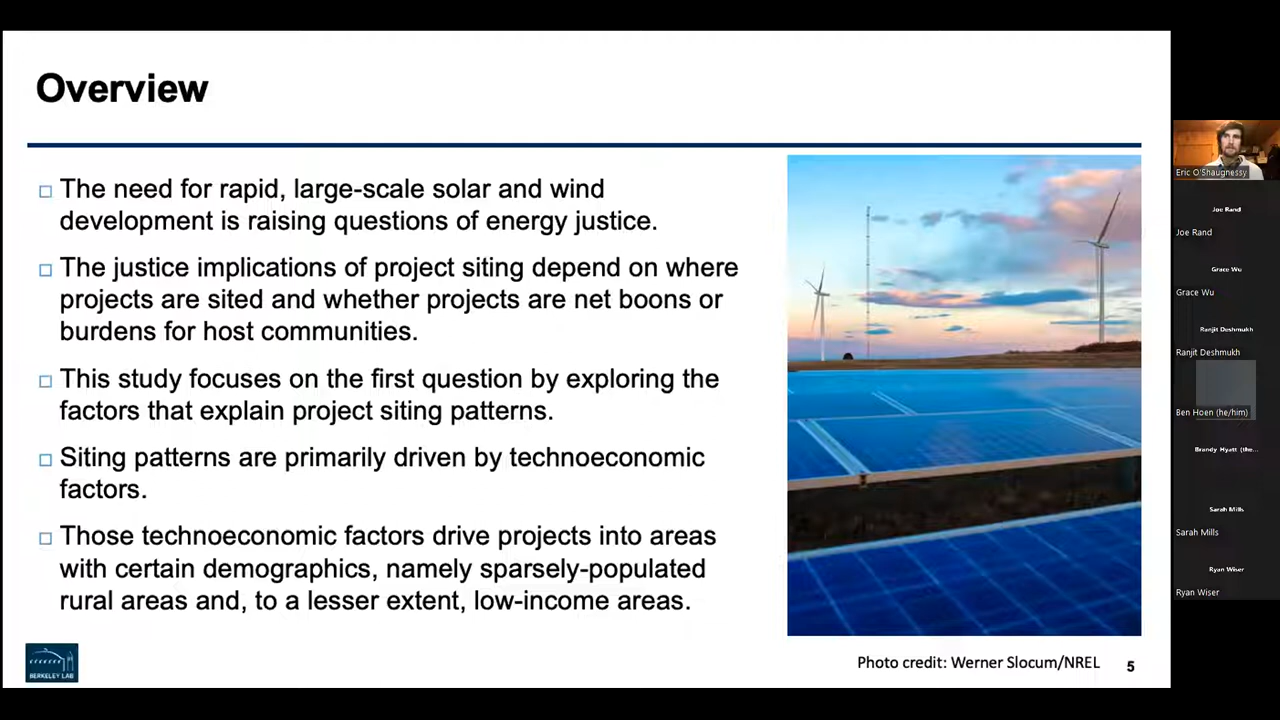 Overview
The need for rapid, large-scale solar and wind
development is raising questions of energy justice.
The justice implications of project siting depend on where
projects are sited and whether projects are net boons or
burdens for host communities.
This study focuses on the first question by exploring the
factors that explain project siting patterns.
Siting patterns are primarily driven by technoeconomic
factors.
Those technoeconomic factors drive projects into areas
with certain demographics, namely sparsely-populated
rural areas and, to a lesser extent, low-income areas.
BERKELEY LAB
Photo credit: Werner Slocum/NREL
5
Eric O'Shaugnessy
Joe Rand
Joe Rand
Grace Wu
Grace Wu
Ranjit Deshmukh
Ranjit Deshmukh
Ben Hoen (he/him)
Brandy Hyatt (the...
Sarah Mills
Sarah Mills
Ryan Wiser
Ryan Wiser